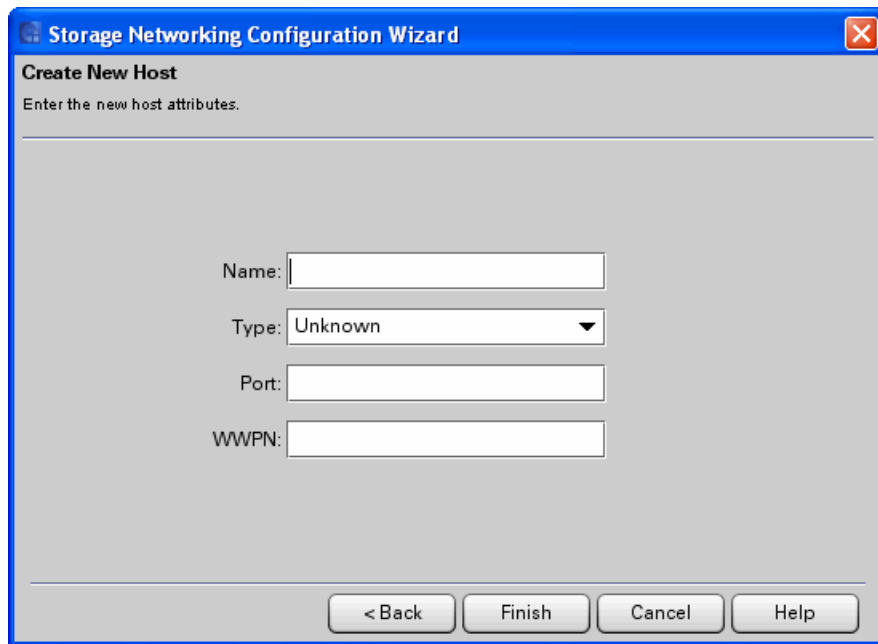 Storage Networking Configuration Wizard
Create New Host
Enter the new host attributes.
Name:
Type: Unknown
Port:
WWPN:
< Back Finish Cancel Help